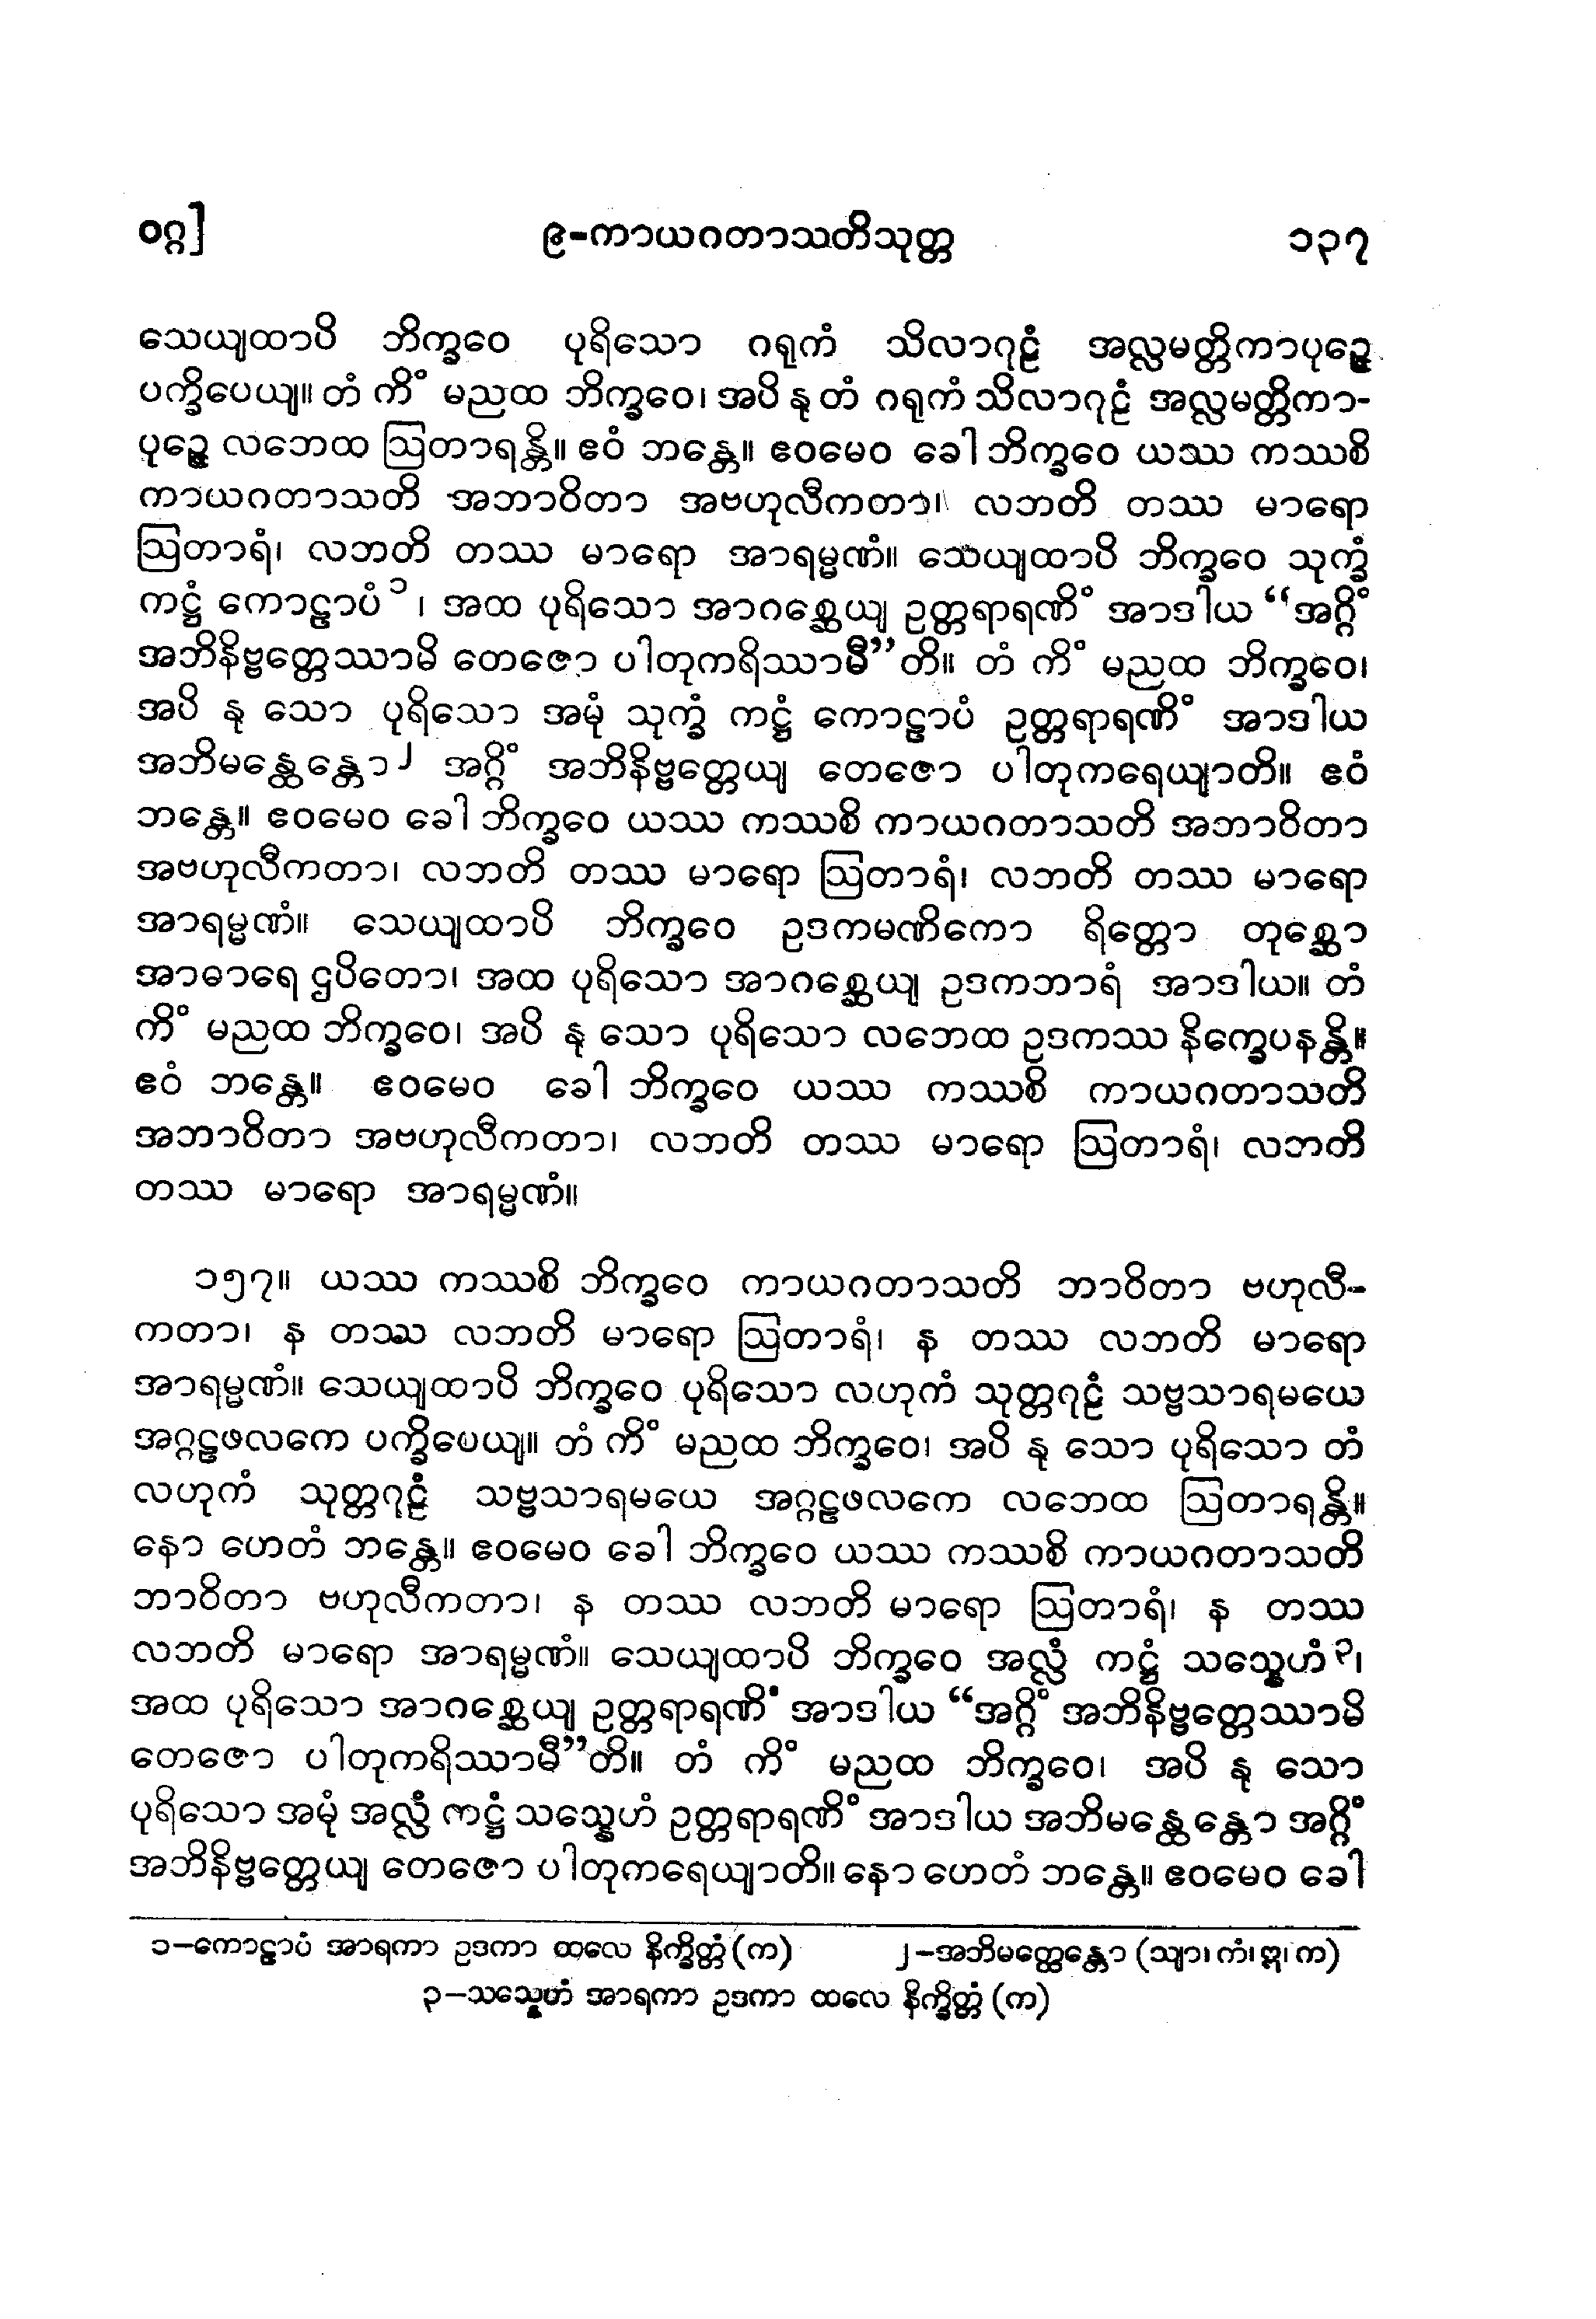 ဝဂ္ဂ] ၉-ကာယဂတာသတိသုတ္တ ၁၃၇
သေယျထာပိ ဘိက္ခဝေ ပုရိသော ဂရုကံ သိလာဂုဠံ အလ္လမတ္တိကာပုဉ္ဇေ
ပက္ခိပေယျ။ တံ ကိံ မညထ ဘိက္ခဝေ၊ အပိ နု တံ ဂရုကံ သိလာဂုဠံ အလ္လမတ္တိကာ-
ပုဉ္ဇေ လဘေထ ဩတာရန္တိ။ ဧဝံ ဘန္တေ။ ဧဝမေဝ ခေါ ဘိက္ခဝေ ယဿ ကဿစိ
ကာယဂတာသတိ အဘာဝိတာ အဗဟုလီကတာ၊ လဘတိ တဿ မာရော
ဩတာရံ၊ လဘတိ တဿ မာရော အာရမ္မဏံ။ သေယျထာပိ ဘိက္ခဝေ သုက္ခံ
ကဋ္ဌံ ကောဠာပံ၁၊ အထ ပုရိသော အာဂစ္ဆေယျ ဥတ္တရာရဏိံ အာဒါယ “အဂ္ဂိံ
အဘိနိဗ္ဗတ္တေဿာမိ တေဇော ပါတုကရိဿာမီ”တိ။ တံ ကိံ မညထ ဘိက္ခဝေ၊
အပိ နု သော ပုရိသော အမုံ သုက္ခံ ကဋ္ဌံ ကောဠာပံ ဥတ္တရာရဏိံ အာဒါယ
အဘိမန္ထေန္တော၂ အဂ္ဂိံ အဘိနိဗ္ဗတ္တေယျ တေဇော ပါတုကရေယျာတိ။ ဧဝံ
ဘန္တေ။ ဧဝမေဝ ခေါ ဘိက္ခဝေ ယဿ ကဿစိ ကာယဂတာသတိ အဘာဝိတာ
အဗဟုလီကတာ၊ လဘတိ တဿ မာရော ဩတာရံ၊ လဘတိ တဿ မာရော
အာရမ္မဏံ။ သေယျထာပိ ဘိက္ခဝေ ဥဒကမဏိကော ရိတ္တော တုစ္ဆော
အာဓာရေ ဌပိတော၊ အထ ပုရိသော အာဂစ္ဆေယျ ဥဒကဘာရံ အာဒါယ။ တံ
ကိံ မညထ ဘိက္ခဝေ၊ အပိ နု သော ပုရိသော လဘေထ ဥဒကဿ နိက္ခေပနန္တိ။
ဧဝံ ဘန္တေ။ ဧဝမေဝ ခေါ ဘိက္ခဝေ ယဿ ကဿစိ ကာယဂတာသတိ
အဘာဝိတာ အဗဟုလီကတာ၊ လဘတိ တဿ မာရော ဩတာရံ၊ လဘတိ
တဿ မာရော အာရမ္မဏံ။
၁၅၇။ ယဿ ကဿစိ ဘိက္ခဝေ ကာယဂတာသတိ ဘာဝိတာ ဗဟုလီ-
ကတာ၊ န တဿ လဘတိ မာရော ဩတာရံ၊ န တဿ လဘတိ မာရော
အာရမ္မဏံ။ သေယျထာပိ ဘိက္ခဝေ ပုရိသော လဟုကံ သုတ္တဂုဠံ သဗ္ဗသာရမယေ
အဂ္ဂဠဖလကေ ပက္ခိပေယျ။ တံ ကိံ မညထ ဘိက္ခဝေ၊ အပိ နု သော ပုရိသော တံ
လဟုကံ သုတ္တဂုဠံ သဗ္ဗသာရမယေ အဂ္ဂဠဖလကေ လဘေထ ဩတာရန္တိ။
နော ဟေတံ ဘန္တေ။ ဧဝမေဝ ခေါ ဘိက္ခဝေ ယဿ ကဿစိ ကာယဂတာသတိ
ဘာဝိတာ ဗဟုလီကတာ၊ န တဿ လဘတိ မာရော ဩတာရံ၊ န တဿ
လဘတိ မာရော အာရမ္မဏံ။ သေယျထာပိ ဘိက္ခဝေ အလ္လံ ကဋ္ဌံ သသ္နေဟံ၃၊
အထ ပုရိသော အာဂစ္ဆေယျ ဥတ္တရာရဏိံ အာဒါယ “အဂ္ဂိံ အဘိနိဗ္ဗတ္တေဿာမိ
တေဇော ပါတုကရိဿာမီ”တိ။ တံ ကိံ မညထ ဘိက္ခဝေ၊ အပိ နု သော
ပုရိသော အမုံ အလ္လံ ကဋ္ဌံ သသ္နေဟံ ဥတ္တရာရဏိံ အာဒါယ အဘိမန္ထေန္တော အဂ္ဂိံ
အဘိနိဗ္ဗတ္တေယျ တေဇော ပါတုကရေယျာတိ။ နော ဟေတံ ဘန္တေ။ ဧဝမေဝ ခေါ
၁-ကောဠာပံ အာရကာ ဥဒကာ ထလေ နိက္ခိတ္တံ (က) ၂-အဘိမတ္ထေန္တော (သျာ၊ ကံ၊ ဣ၊ က)
၃-သသ္နေဟံ အာရကာ ဥဒကာ ထလေ နိက္ခိတ္တံ (က)